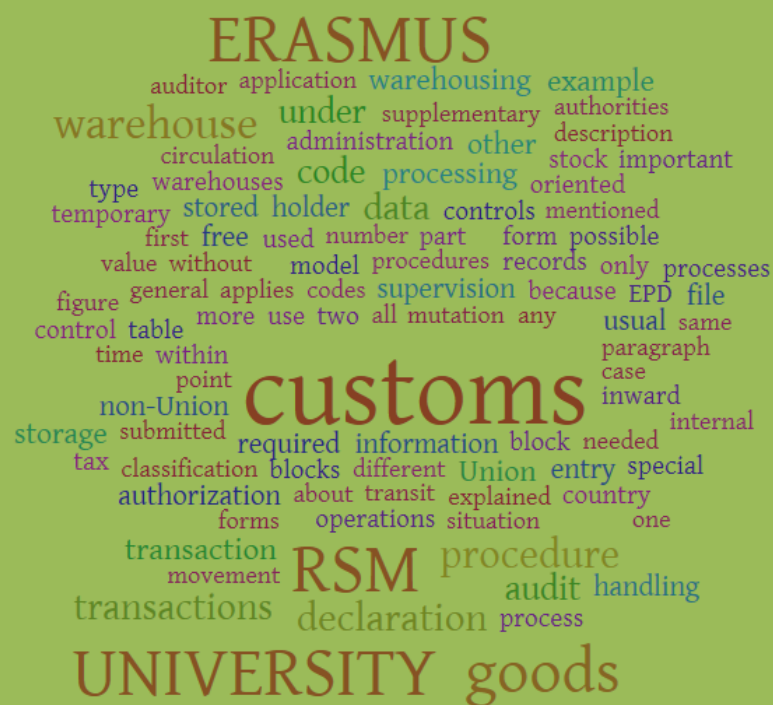 ERASMUS
auditor application warehousing example
warehouse under supplementary authorities
administration other description
circulation code processing stock important
type warehouses oriented
temporary stored holder data controls mentioned
first free used number part form possible
value without model procedures records only processes
figure general applies codes supervision because EPD file
control table more use two all mutation any usual same
time within paragraph
point customs case
non-Union inward
storage submitted required information block needed internal
tax classification blocks different Union entry special
authorization about transit explained country
forms operations situation one
transaction RSM procedure
movement audit handling
transactions declaration process
UNIVERSITY goods